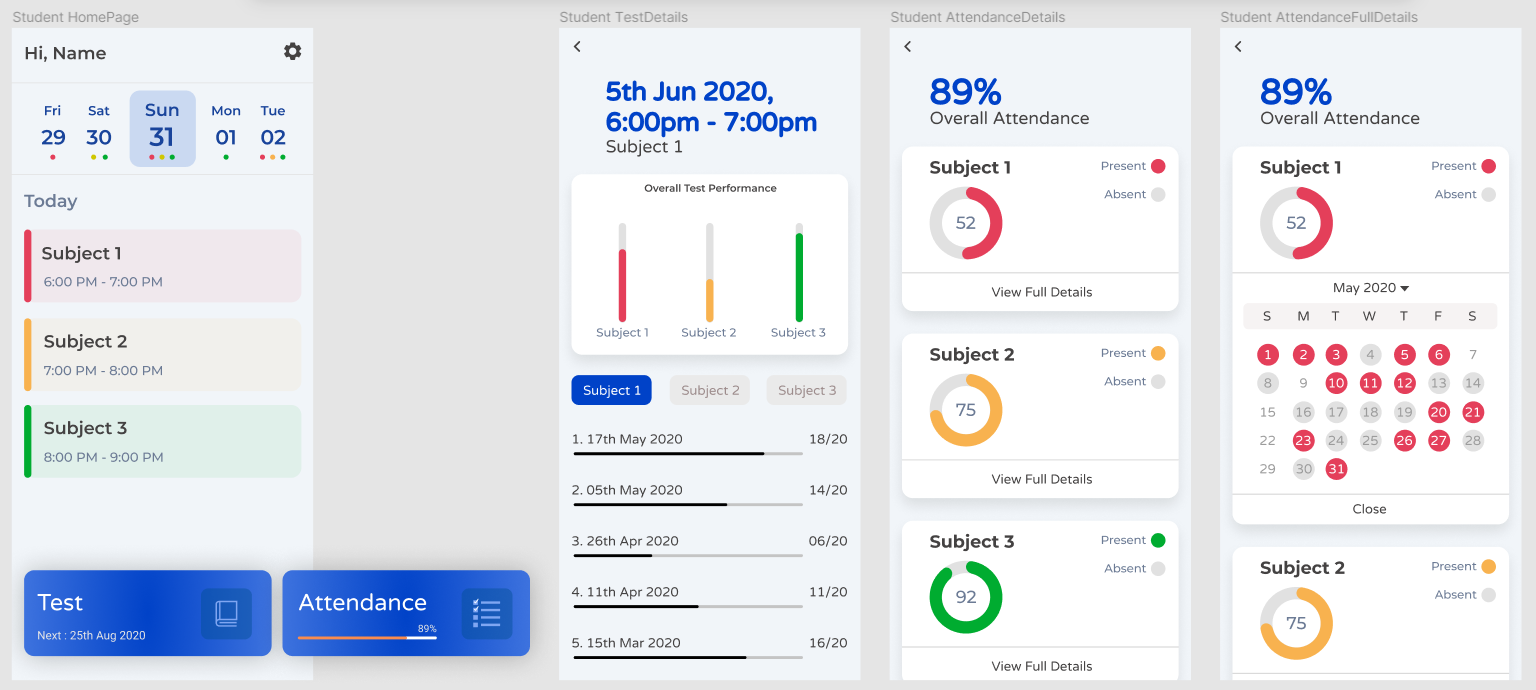 Student HomePage
Hi, Name
Fri
Sat
Sun
Mon
Tue
29
30
31
01
02
Today
Subject 1
6:00 PM - 7:00 PM
Subject 2
7:00 PM - 8:00 PM
Subject 3
8:00 PM - 9:00 PM
Test
Next : 25th Aug 2020
Attendance
89%
Student TestDetails
5th Jun 2020,
6:00pm - 7:00pm
Subject 1
Overall Test Performance
Subject 1
Subject 2
Subject 3
Subject 1
Subject 2
Subject 3
1. 17th May 2020 18/20
2. 05th May 2020 14/20
3. 26th Apr 2020 06/20
4. 11th Apr 2020 11/20
5. 15th Mar 2020 16/20
Student AttendanceDetails
89%
Overall Attendance
Subject 1
Present
Absent
52
View Full Details
Subject 2
Present
Absent
75
View Full Details
Subject 3
Present
Absent
92
View Full Details
Student AttendanceFullDetails
89%
Overall Attendance
Subject 1
Present
Absent
52
May 2020
S M T W T F S
1 2 3 4 5 6 7
8 9 10 11 12 13 14
15 16 17 18 19 20 21
22 23 24 25 26 27 28
29 30 31
Close
Subject 2
Present
Absent
75